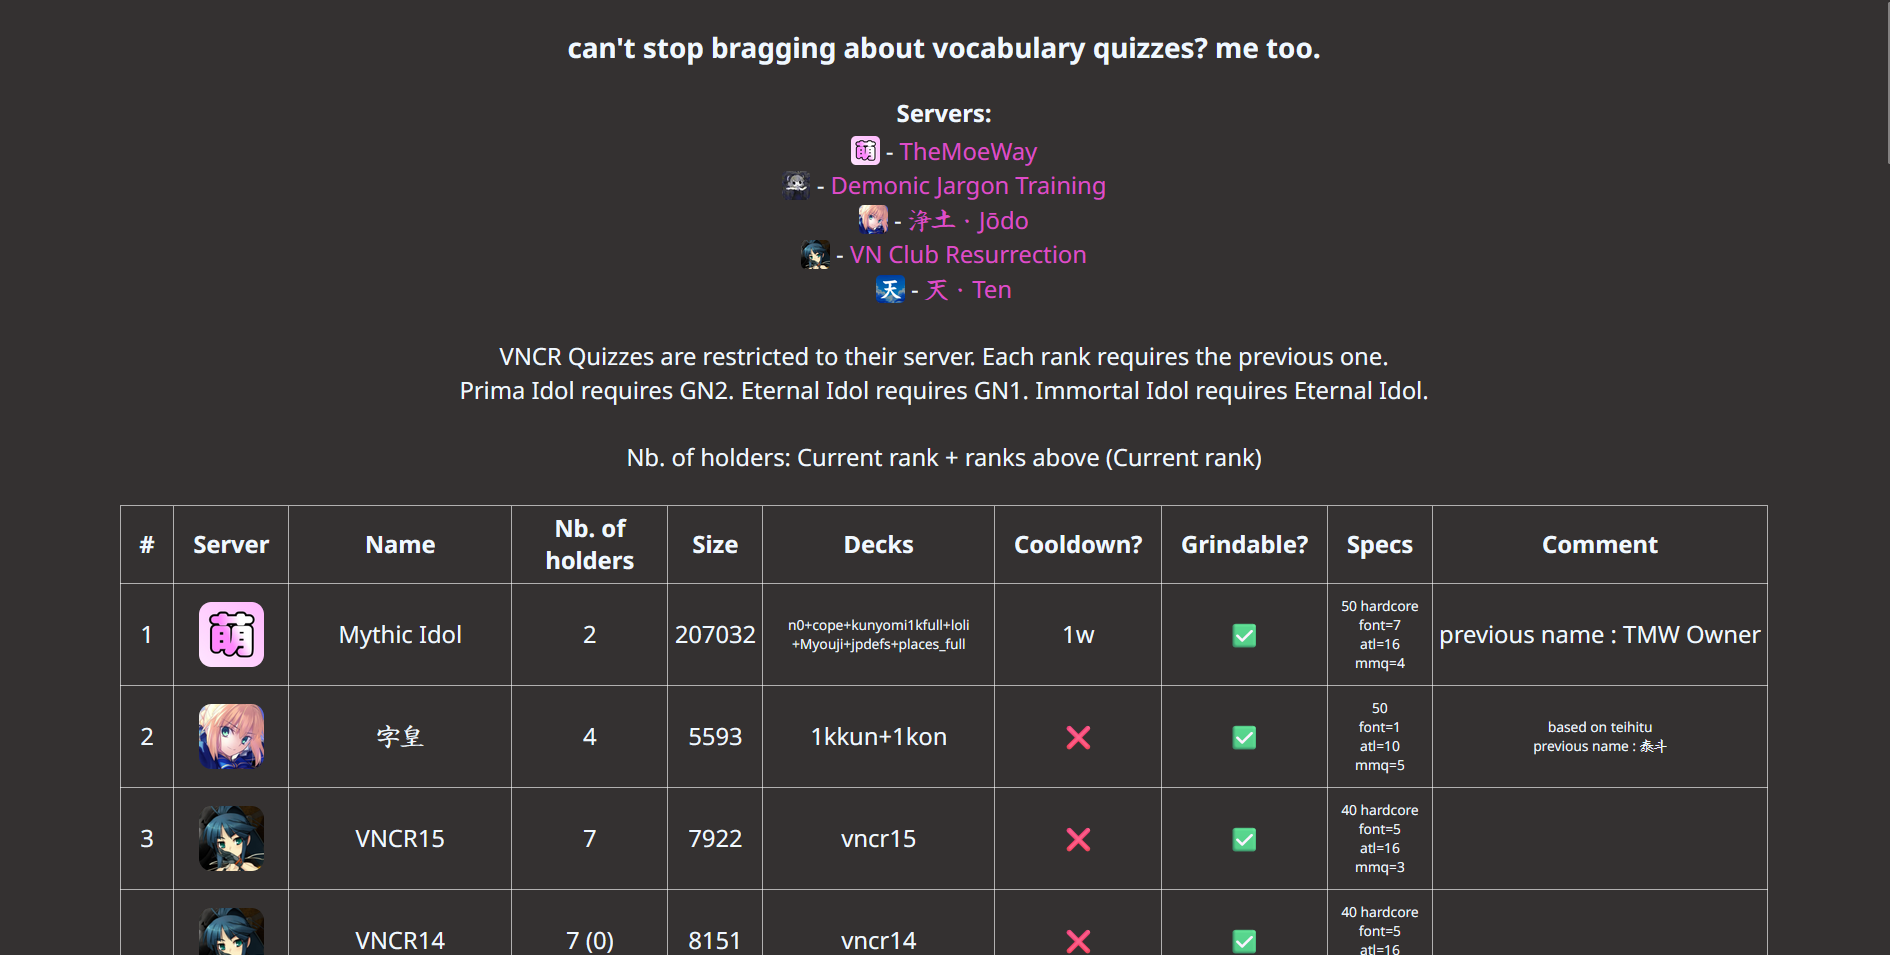 can't stop bragging about vocabulary quizzes? me too.
Servers:
萌 - TheMoeWay
- Demonic Jargon Training
- 浄土 · Jōdo
- VN Club Resurrection
天 - 天 · Ten
VNCR Quizzes are restricted to their server. Each rank requires the previous one.
Prima Idol requires GN2. Eternal Idol requires GN1. Immortal Idol requires Eternal Idol.
Nb. of holders: Current rank + ranks above (Current rank)
# Server Name Nb. of holders Size Decks Cooldown? Grindable? Specs Comment
1 萌 Mythic Idol 2 207032 n0+cope+kunyomi1kfull+loli
+Myouji+jpdefs+places_full 1w ✅ 50 hardcore
font=7
atl=16
mmq=4
previous name : TMW Owner
2 字皇 4 5593 1kkun+1kon ❌ ✅ 50
font=1
atl=10
mmq=5
based on teihitu
previous name : 泰斗
3 VNCR15 7 7922 vncr15 ❌ ✅ 40 hardcore
font=5
atl=16
mmq=3
VNCR14 7 (0) 8151 vncr14 ❌ ✅ 40 hardcore
font=5
atl=16